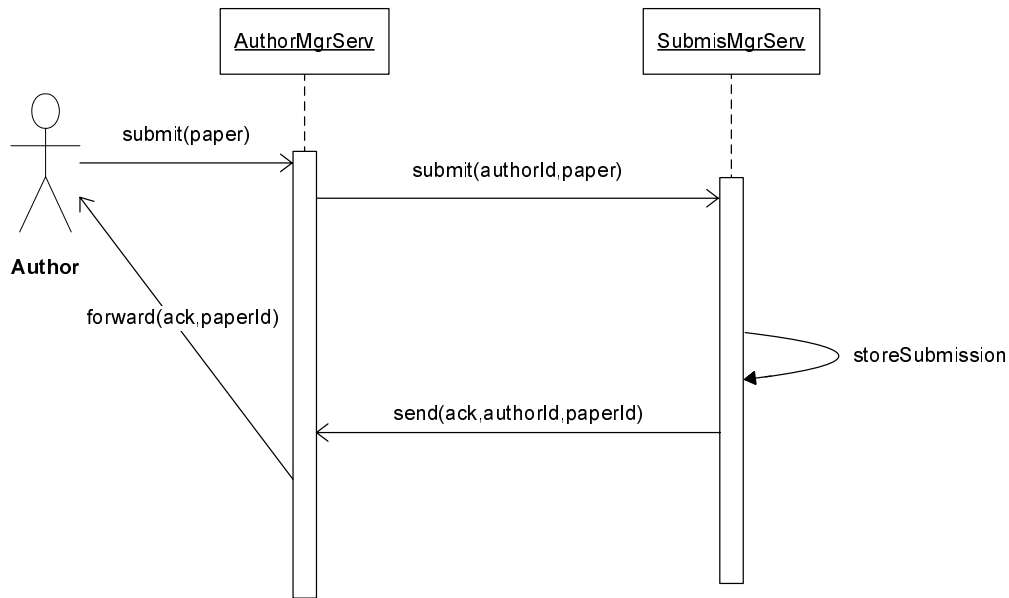 AuthorMgrServ
SubmisMgrServ
submit(paper)
submit(authorId,paper)
Author
forward(ack,paperId)
storeSubmission
send(ack,authorId,paperId)